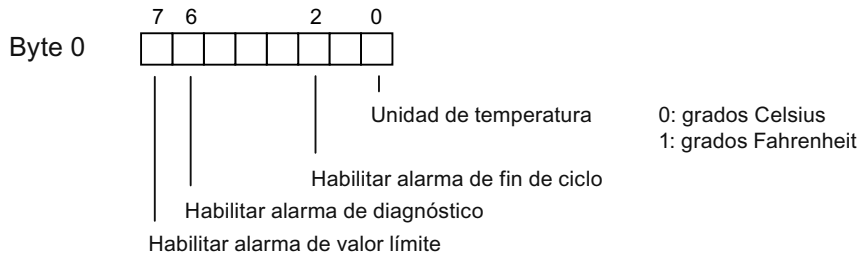 7 6 2 0
Byte 0
Unidad de temperatura 0: grados Celsius
1: grados Fahrenheit
Habilitar alarma de fin de ciclo
Habilitar alarma de diagnóstico
Habilitar alarma de valor límite